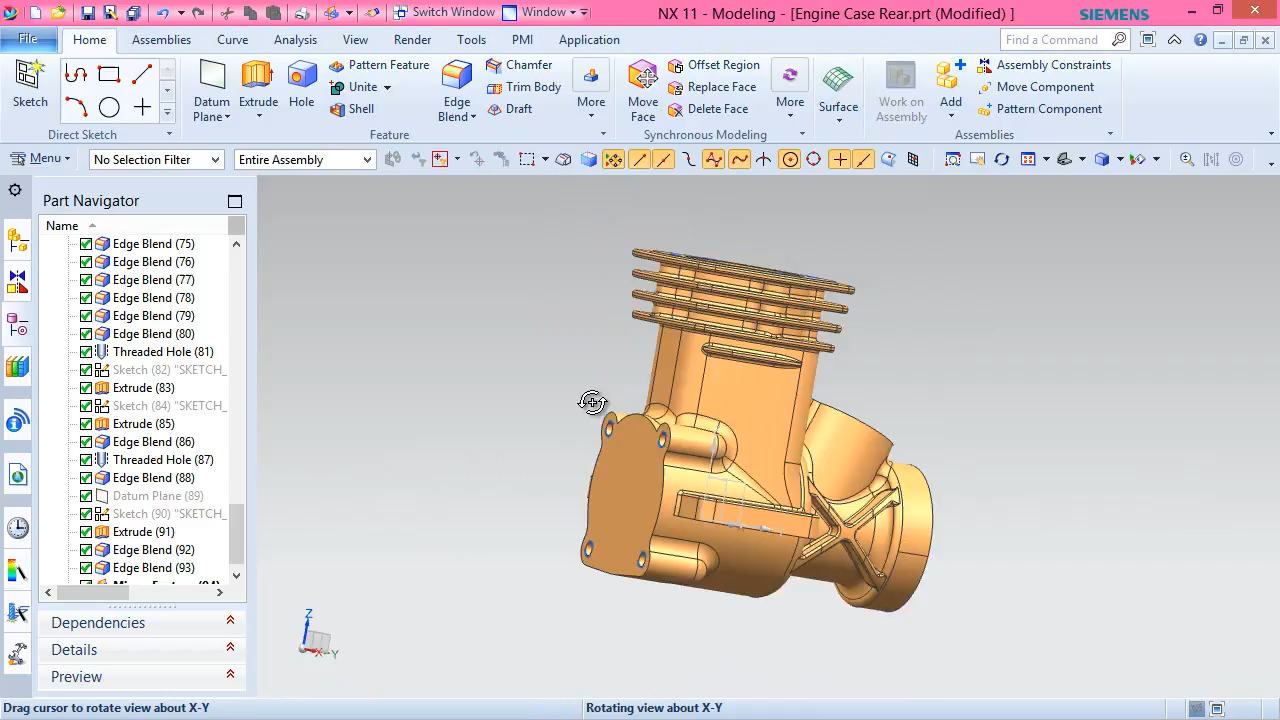 Switch Window
Window
NX 11 - Modeling - [Engine Case Rear.prt (Modified) ]
SIEMENS
File
Home
Assemblies
Curve
Analysis
View
Render
Tools
PMI
Application
Find a Command
Sketch
Direct Sketch
Datum
Plane
Extrude
Hole
Pattern Feature
Unite
Shell
Edge
Blend
Chamfer
Trim Body
Draft
More
Feature
Move
Face
Offset Region
Replace Face
Delete Face
More
Synchronous Modeling
Surface
Work on
Assembly
Add
Assembly Constraints
Move Component
Pattern Component
Assemblies
Menu
No Selection Filter
Entire Assembly
Part Navigator
Name
Edge Blend (75)
Edge Blend (76)
Edge Blend (77)
Edge Blend (78)
Edge Blend (79)
Edge Blend (80)
Threaded Hole (81)
Sketch (82) "SKETCH_
Extrude (83)
Sketch (84) "SKETCH_
Extrude (85)
Edge Blend (86)
Threaded Hole (87)
Edge Blend (88)
Datum Plane (89)
Sketch (90) "SKETCH_
Extrude (91)
Edge Blend (92)
Edge Blend (93)
Dependencies
Details
Preview
Z
X
Y
Drag cursor to rotate view about X-Y
Rotating view about X-Y